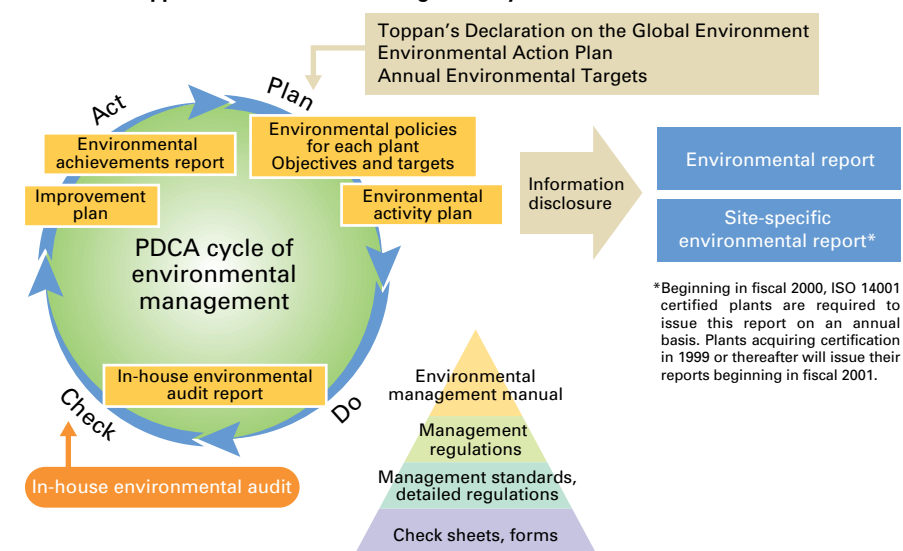 Toppan's Declaration on the Global Environment
Environmental Action Plan
Annual Environmental Targets
Plan
Act
Environmental policies
for each plant
Objectives and targets
Environmental
achievements report
Improvement
plan
Environmental
activity plan
PDCA cycle of
environmental
management
In-house environmental
audit report
Check
Do
In-house environmental audit
Information
disclosure
Environmental report
Site-specific
environmental report*
*Beginning in fiscal 2000, ISO 14001
certified plants are required to
issue this report on an annual
basis. Plants acquiring certification
in 1999 or thereafter will issue their
reports beginning in fiscal 2001.
Environmental
management manual
Management
regulations
Management standards,
detailed regulations
Check sheets, forms